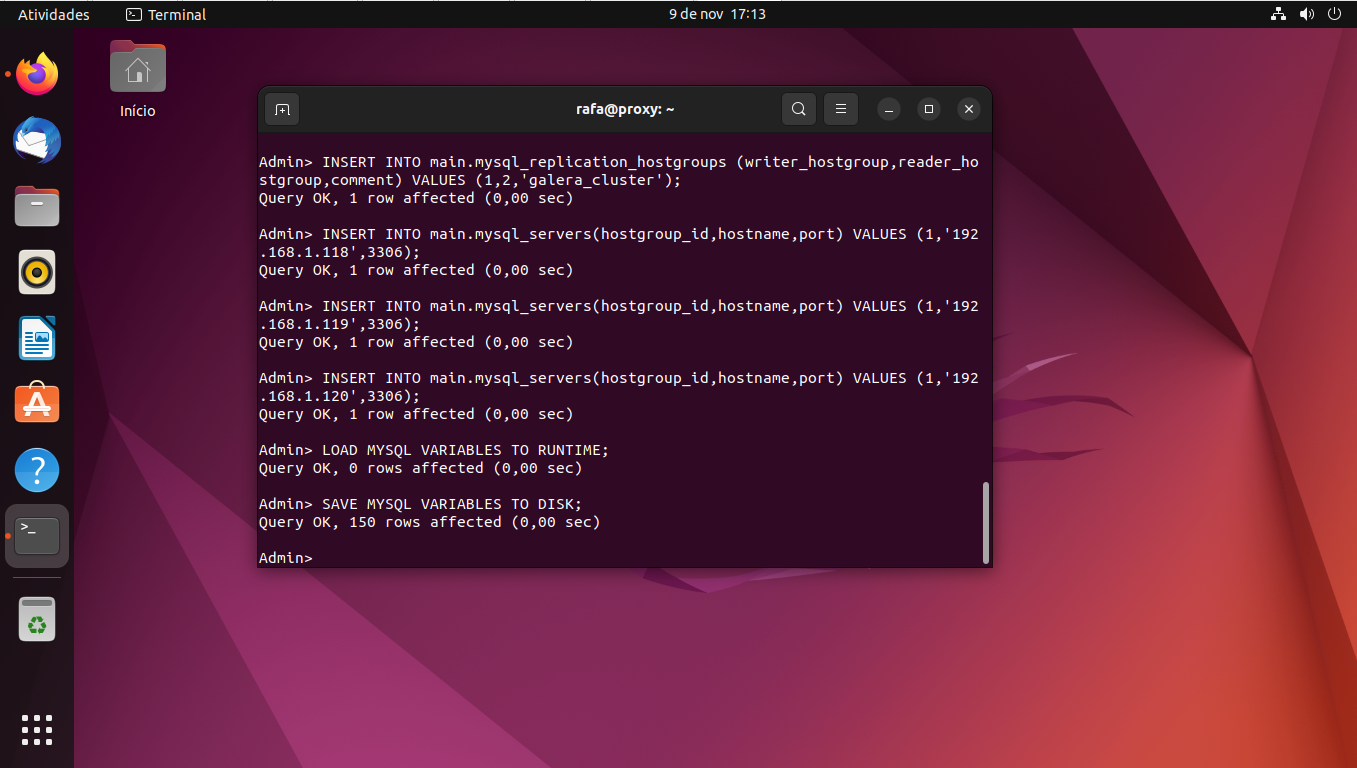 Atividades
Terminal
9 de nov 17:13
Início
rafa@proxy: ~
Admin> INSERT INTO main.mysql_replication_hostgroups (writer_hostgroup,reader_ho
stgroup,comment) VALUES (1,2,'galera_cluster');
Query OK, 1 row affected (0,00 sec)
Admin> INSERT INTO main.mysql_servers(hostgroup_id,hostname,port) VALUES (1,'192
.168.1.118',3306);
Query OK, 1 row affected (0,00 sec)
Admin> INSERT INTO main.mysql_servers(hostgroup_id,hostname,port) VALUES (1,'192
.168.1.119',3306);
Query OK, 1 row affected (0,00 sec)
Admin> INSERT INTO main.mysql_servers(hostgroup_id,hostname,port) VALUES (1,'192
.168.1.120',3306);
Query OK, 1 row affected (0,00 sec)
Admin> LOAD MYSQL VARIABLES TO RUNTIME;
Query OK, 0 rows affected (0,00 sec)
Admin> SAVE MYSQL VARIABLES TO DISK;
Query OK, 150 rows affected (0,00 sec)
Admin>